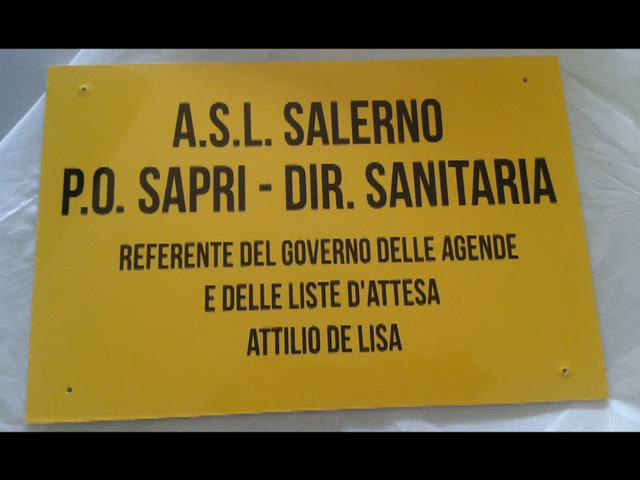 A.S.L. SALERNO
P.O. SAPRI - DIR. SANITARIA
REFERENTE DEL GOVERNO DELLE AGENDE
E DELLE LISTE D'ATTESA
ATTILIO DE LISA